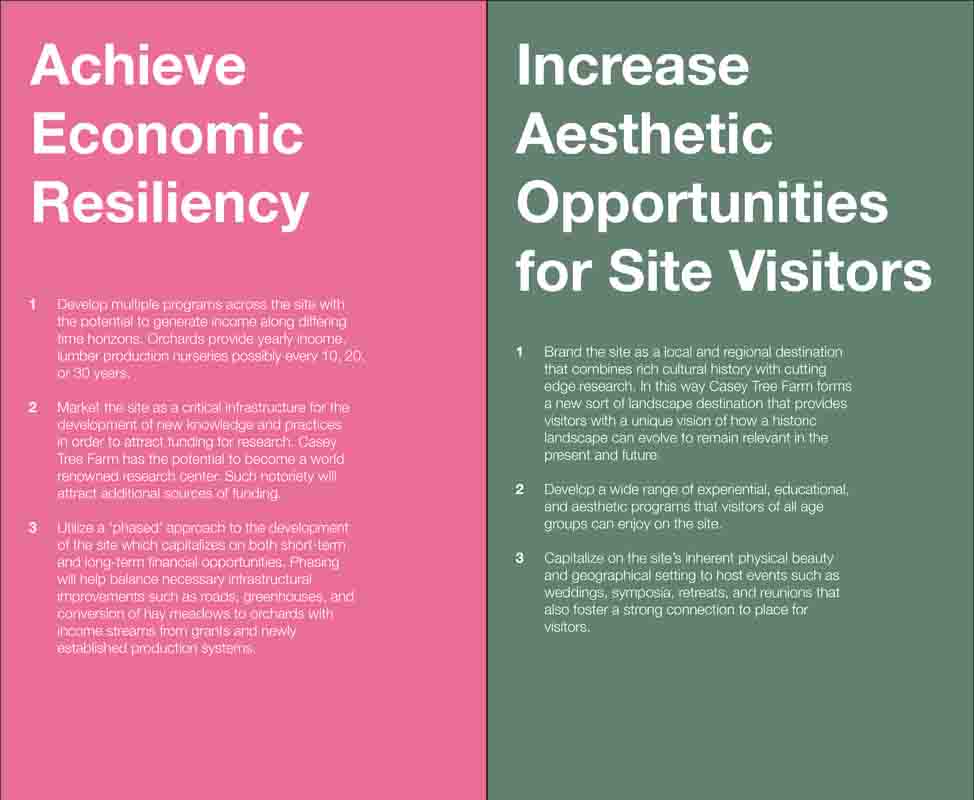 Achieve
Economic
Resiliency
1 Develop multiple programs across the site with
the potential to generate income along differing
time horizons. Orchards provide yearly income,
lumber production nurseries possibly every 10, 20,
or 30 years.
2 Market the site as a critical infrastructure for the
development of new knowledge and practices
in order to attract funding for research. Casey
Tree Farm has the potential to become a world
renowned research center. Such notoriety will
attract additional sources of funding.
3 Utilize a 'phased' approach to the development
of the site which capitalizes on both short-term
and long-term financial opportunities. Phasing
will help balance necessary infrastructural
improvements such as roads, greenhouses, and
conversion of hay meadows to orchards with
income streams from grants and newly
established production systems.
Increase
Aesthetic
Opportunities
for Site Visitors
1 Brand the site as a local and regional destination
that combines rich cultural history with cutting
edge research. In this way Casey Tree Farm forms
a new sort of landscape destination that provides
visitors with a unique vision of how a historic
landscape can evolve to remain relevant in the
present and future.
2 Develop a wide range of experiential, educational,
and aesthetic programs that visitors of all age
groups can enjoy on the site.
3 Capitalize on the site's inherent physical beauty
and geographical setting to host events such as
weddings, symposia, retreats, and reunions that
also foster a strong connection to place for
visitors.